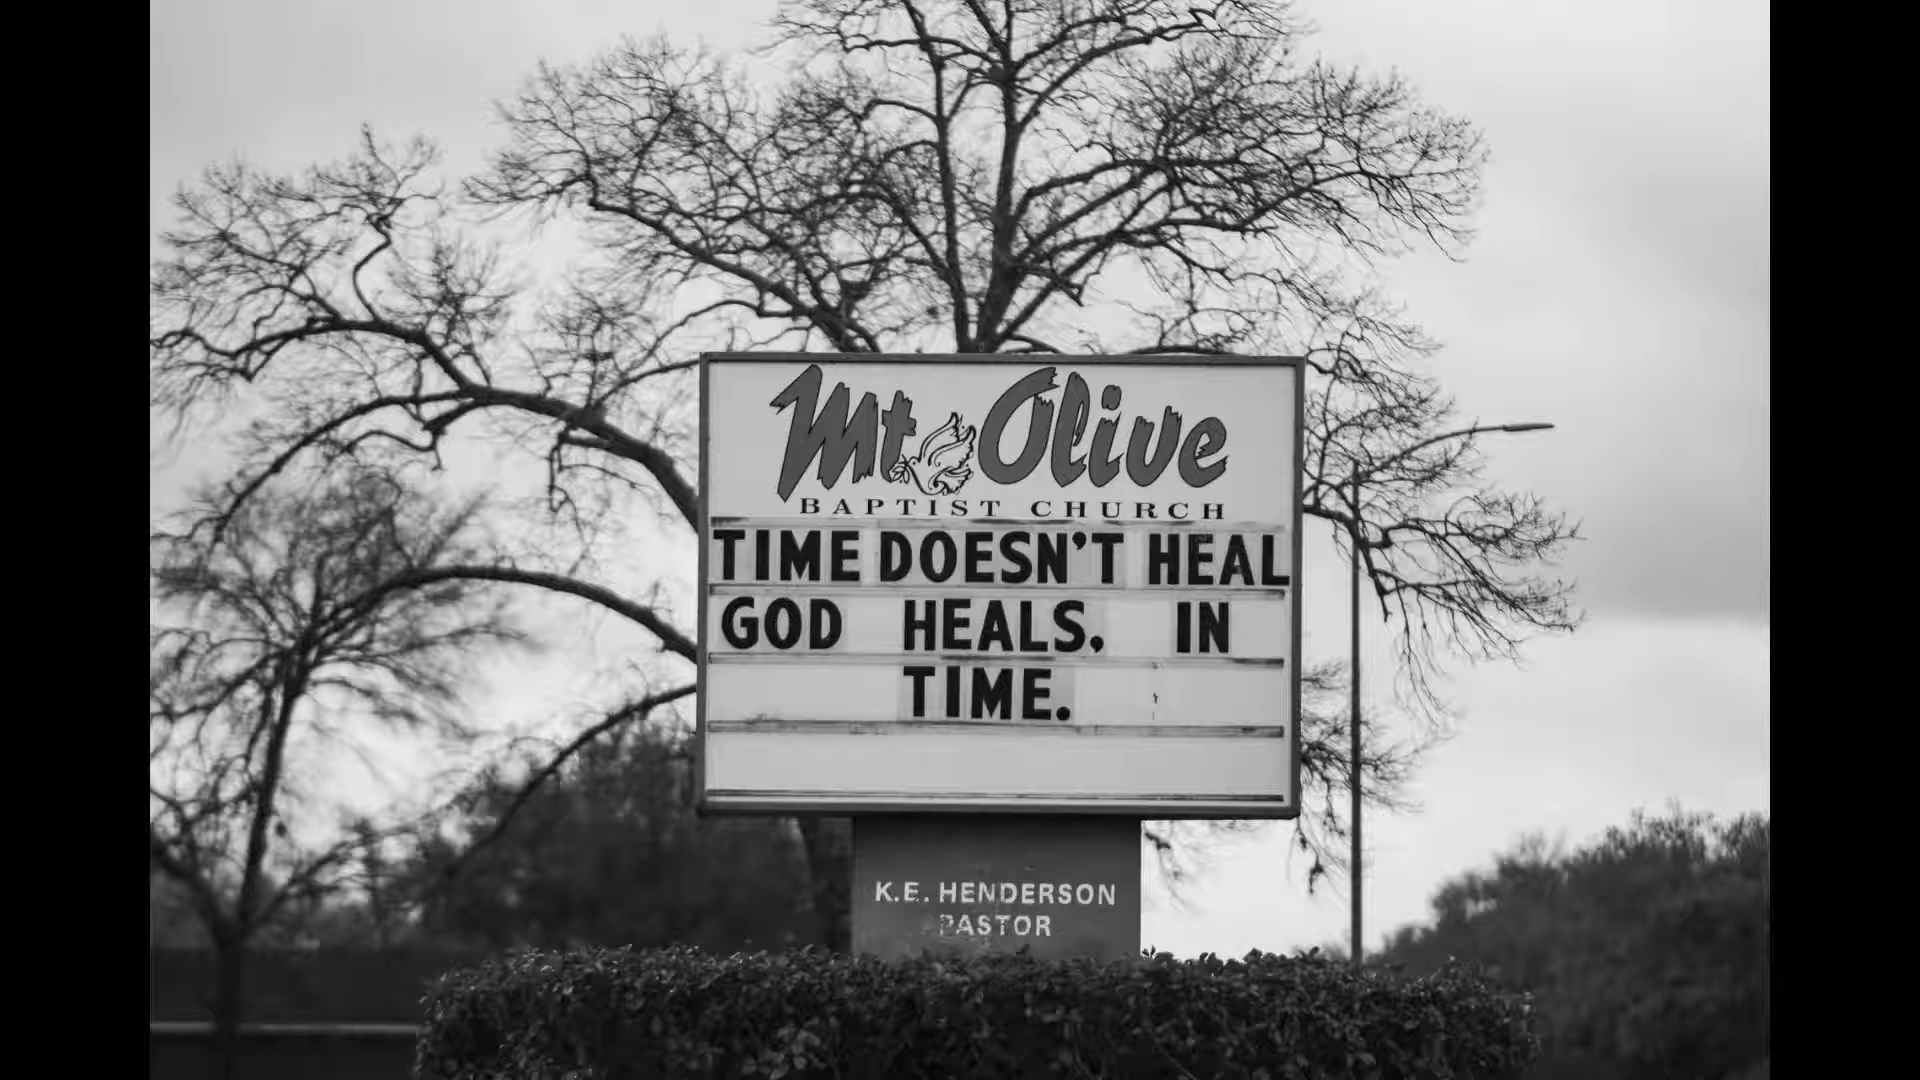 Mt Olive
BAPTIST CHURCH
TIME DOESN'T HEAL
GOD HEALS. IN
TIME.
K.E. HENDERSON
PASTOR